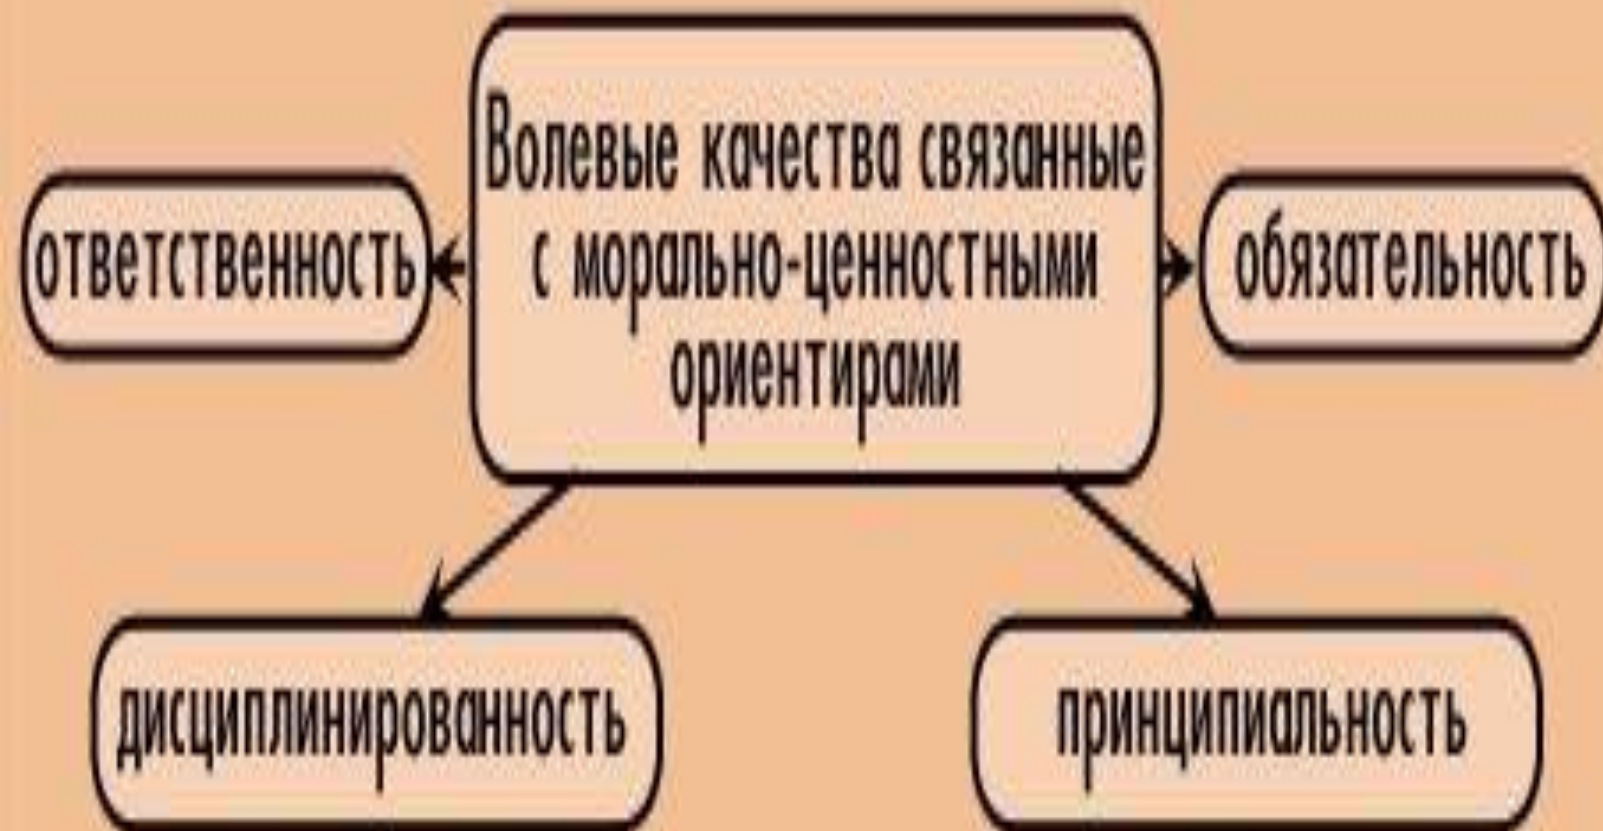 Волевые качества связанные
с морально-ценностными
ориентирами
ответственность
обязательность
дисциплинированность
принципиальность